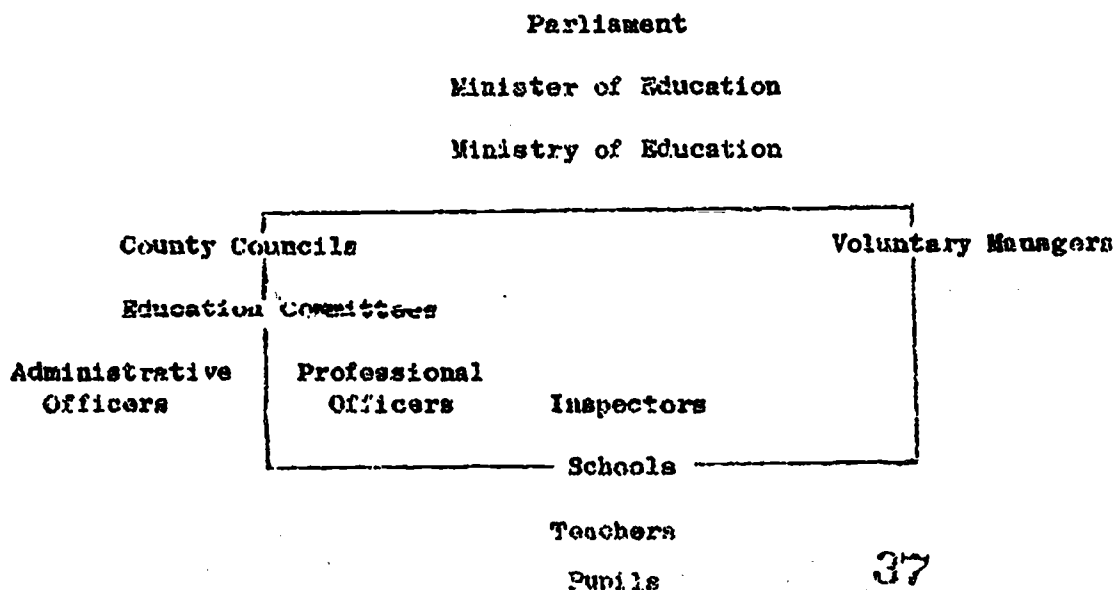 Parliament
Minister of Education
Ministry of Education
County Councils Voluntary Managers
Education Committees
Administrative Professional
Officers Officers Inspectors
Schools
Teachers
Pupils 37